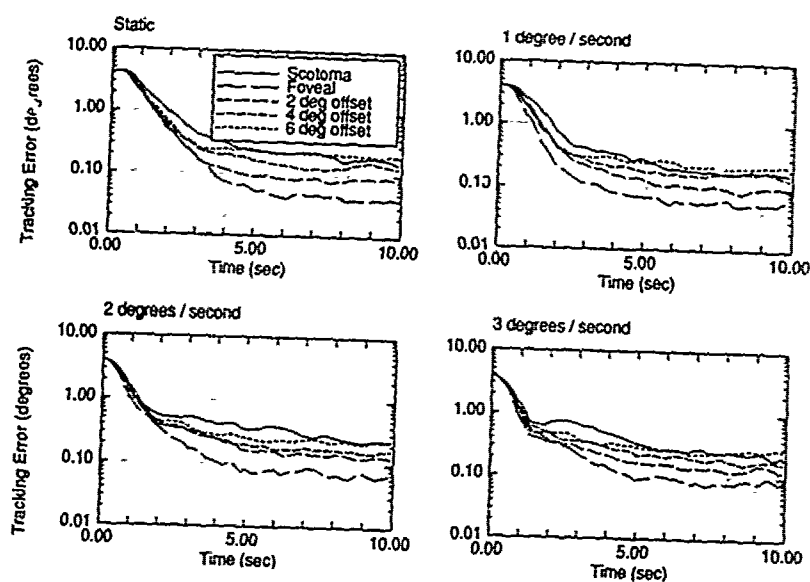 Static
10.00
1.00
0.10
0.01
0.00
5.00
10.00
Time (sec)
Tracking Error
Scotoma
Foveal
2 deg offset
4 deg offset
6 deg offset
1 degree / second
10.00
1.00
0.10
0.01
0.00
5.00
10.00
Time (sec)
2 degrees / second
10.00
1.00
0.10
0.01
0.00
5.00
10.00
Time (sec)
Tracking Error (degrees)
3 degrees / second
10.00
1.00
0.10
0.01
0.00
5.00
10.00
Time (sec)